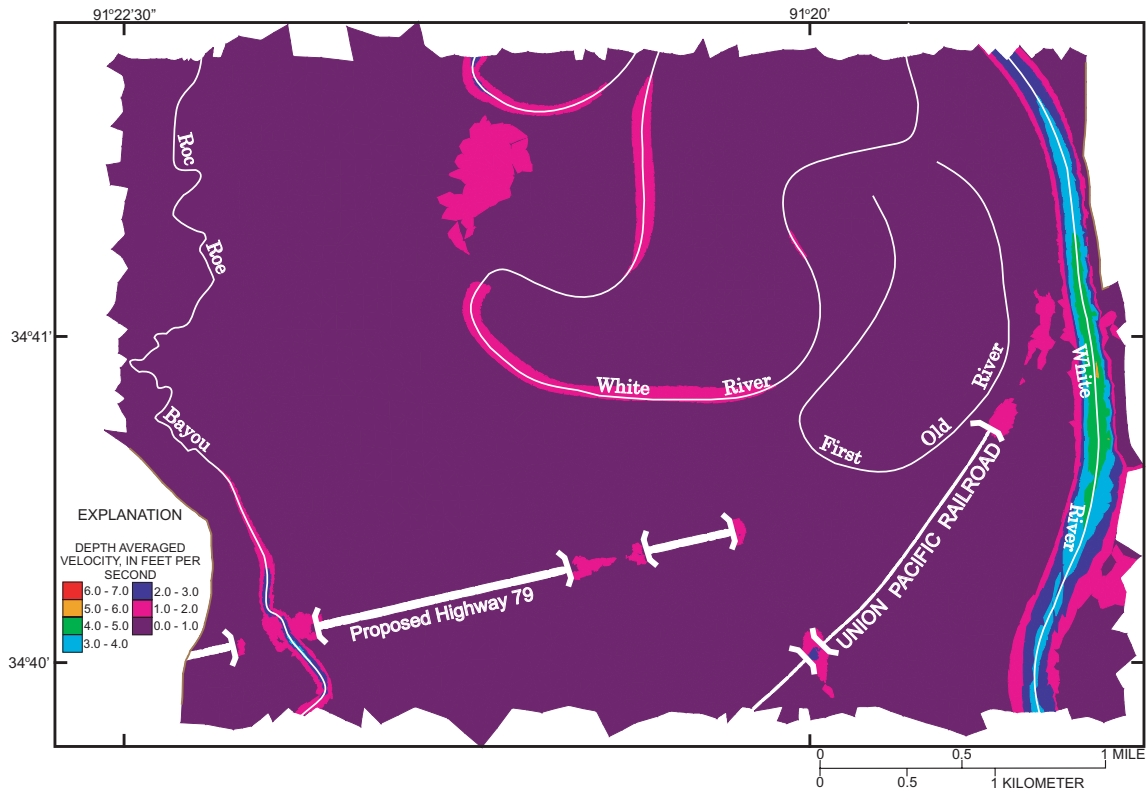 91°22'30"
91°20'
Roc
Roe
34°41'
White River
White
River
First Old River
Bayou
UNION PACIFIC RAILROAD
Proposed Highway 79
EXPLANATION
DEPTH AVERAGED
VELOCITY, IN FEET PER
SECOND
6.0 - 7.0 2.0 - 3.0
5.0 - 6.0 1.0 - 2.0
4.0 - 5.0 0.0 - 1.0
3.0 - 4.0
34°40'
0 0.5 1 MILE
0 0.5 1 KILOMETER